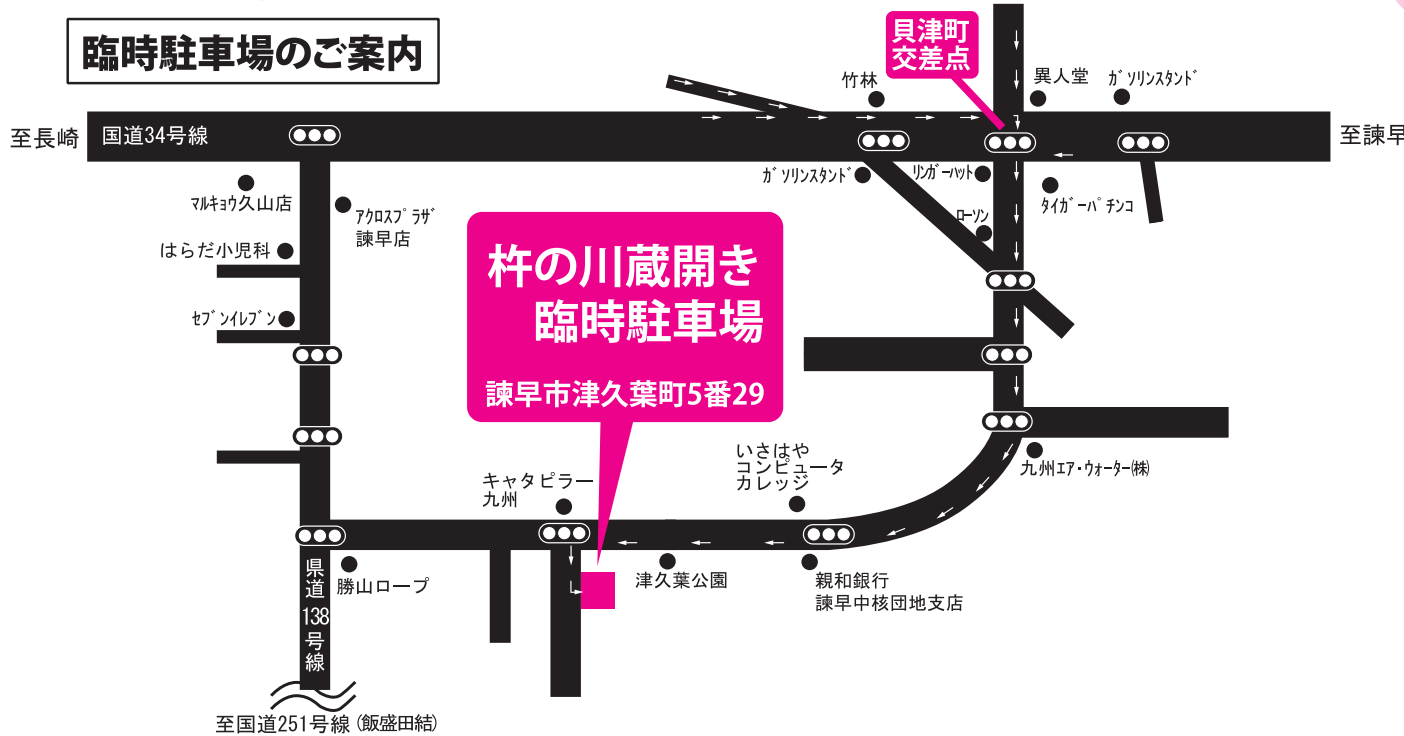 臨時駐車場のご案内
貝津町
交差点
竹林
異人堂
ガソリンスタンド
至長崎
国道34号線
至諫早
マルキョウ久山店
アクロスプラザ
諫早店
ガソリンスタンド
リンガーハット
タイガーパチンコ
ローソン
はらだ小児科
セブンイレブン
杵の川蔵開き
臨時駐車場
諫早市津久葉町5番29
キャタピラー
九州
いさはや
コンピュータ
カレッジ
九州エア・ウォーター㈱
県道138号線
勝山ロープ
津久葉公園
親和銀行
諫早中核団地支店
至国道251号線(飯盛田結)